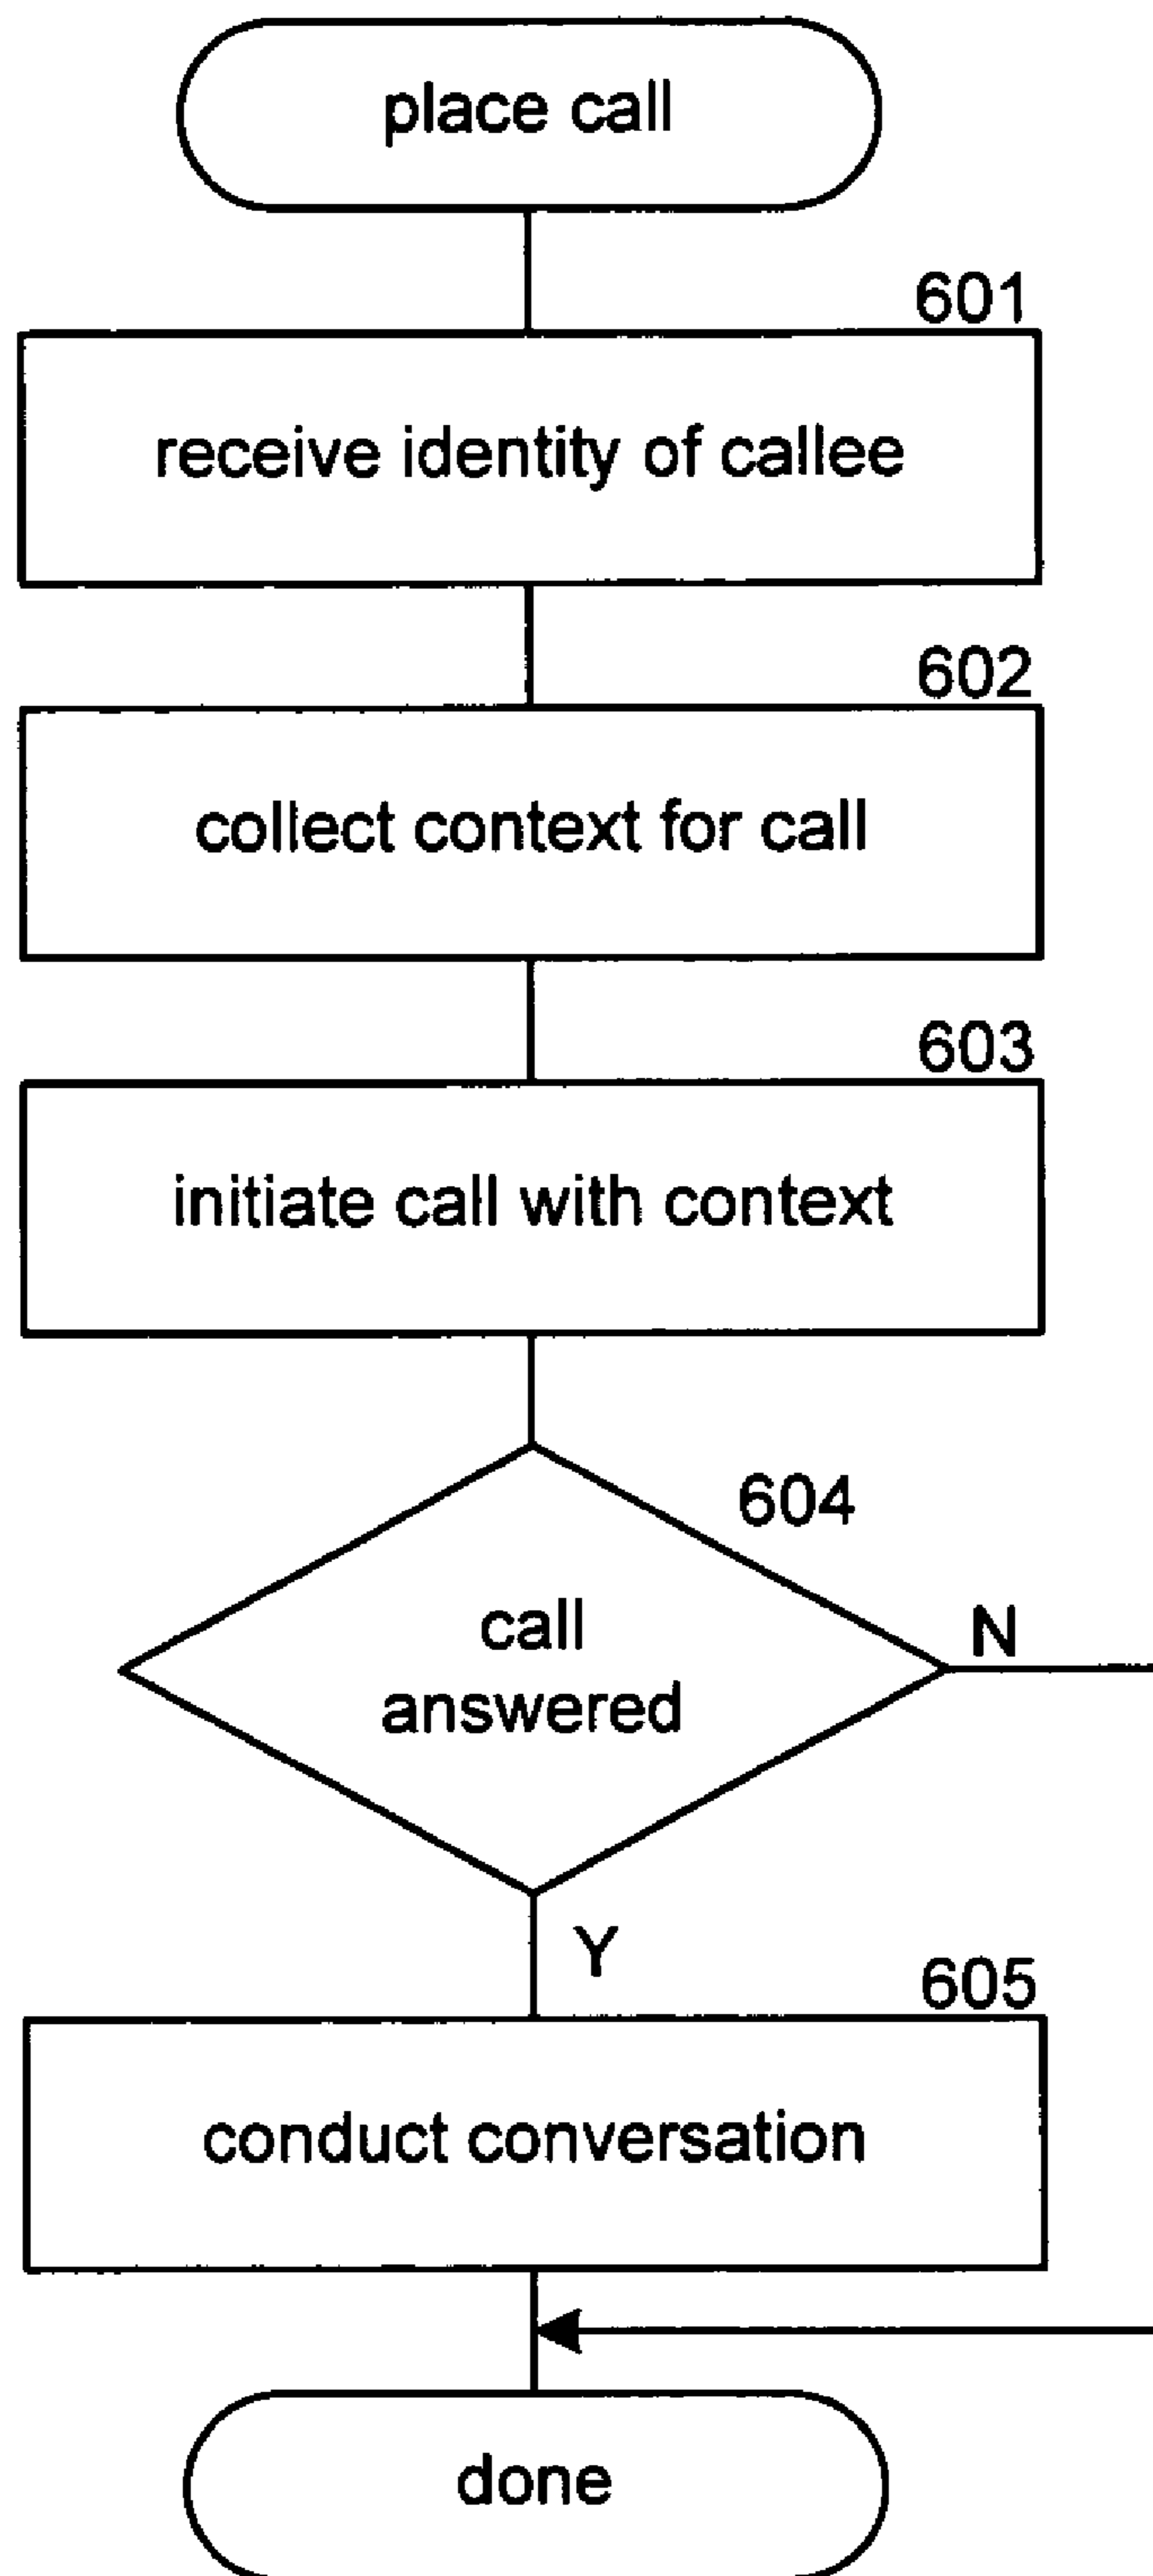 place call
601
receive identity of callee
602
collect context for call
603
initiate call with context
604
call
answered
N
Y
605
conduct conversation
done